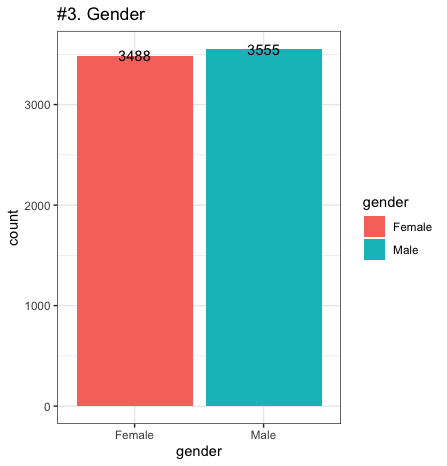 #3. Gender
3488
3555
3000
2000
1000
0
count
Female
Male
gender
gender
Female
Male